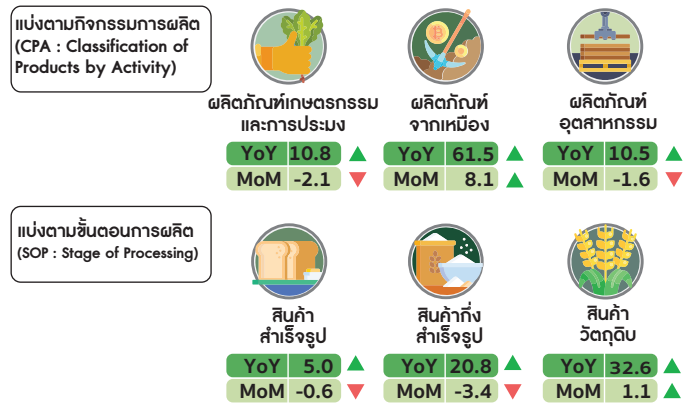 แบ่งตามกิจกรรมการผลิต
(CPA : Classification of
Products by Activity)
ผลิตภัณฑ์เกษตรกรรม
และการประมง
YoY 10.8
MoM -2.1
ผลิตภัณฑ์
จากเหมือง
YoY 61.5
MoM 8.1
ผลิตภัณฑ์
อุตสาหกรรม
YoY 10.5
MoM -1.6
แบ่งตามขั้นตอนการผลิต
(SOP : Stage of Processing)
สินค้า
สำเร็จรูป
YoY 5.0
MoM -0.6
สินค้ากึ่ง
สำเร็จรูป
YoY 20.8
MoM -3.4
สินค้า
วัตถุดิบ
YoY 32.6
MoM 1.1